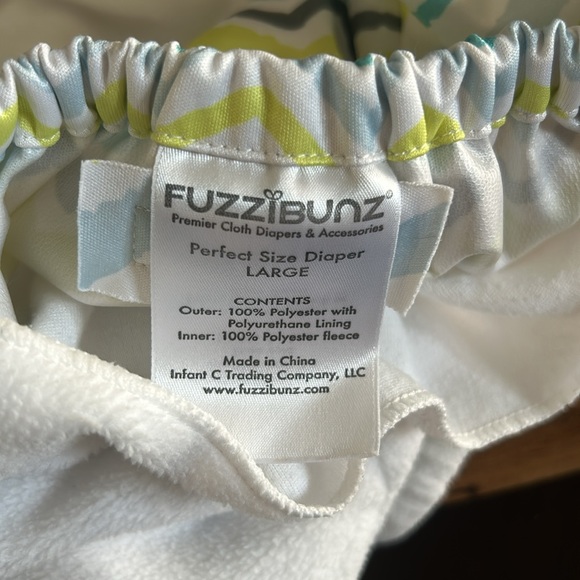 FUZZIBUNZ®
Premier Cloth Diapers & Accessories
Perfect Size Diaper
LARGE
CONTENTS
Outer: 100% Polyester with
Polyurethane Lining
Inner: 100% Polyester fleece
Made in China
Infant C Trading Company, LLC
www.fuzzibunz.com